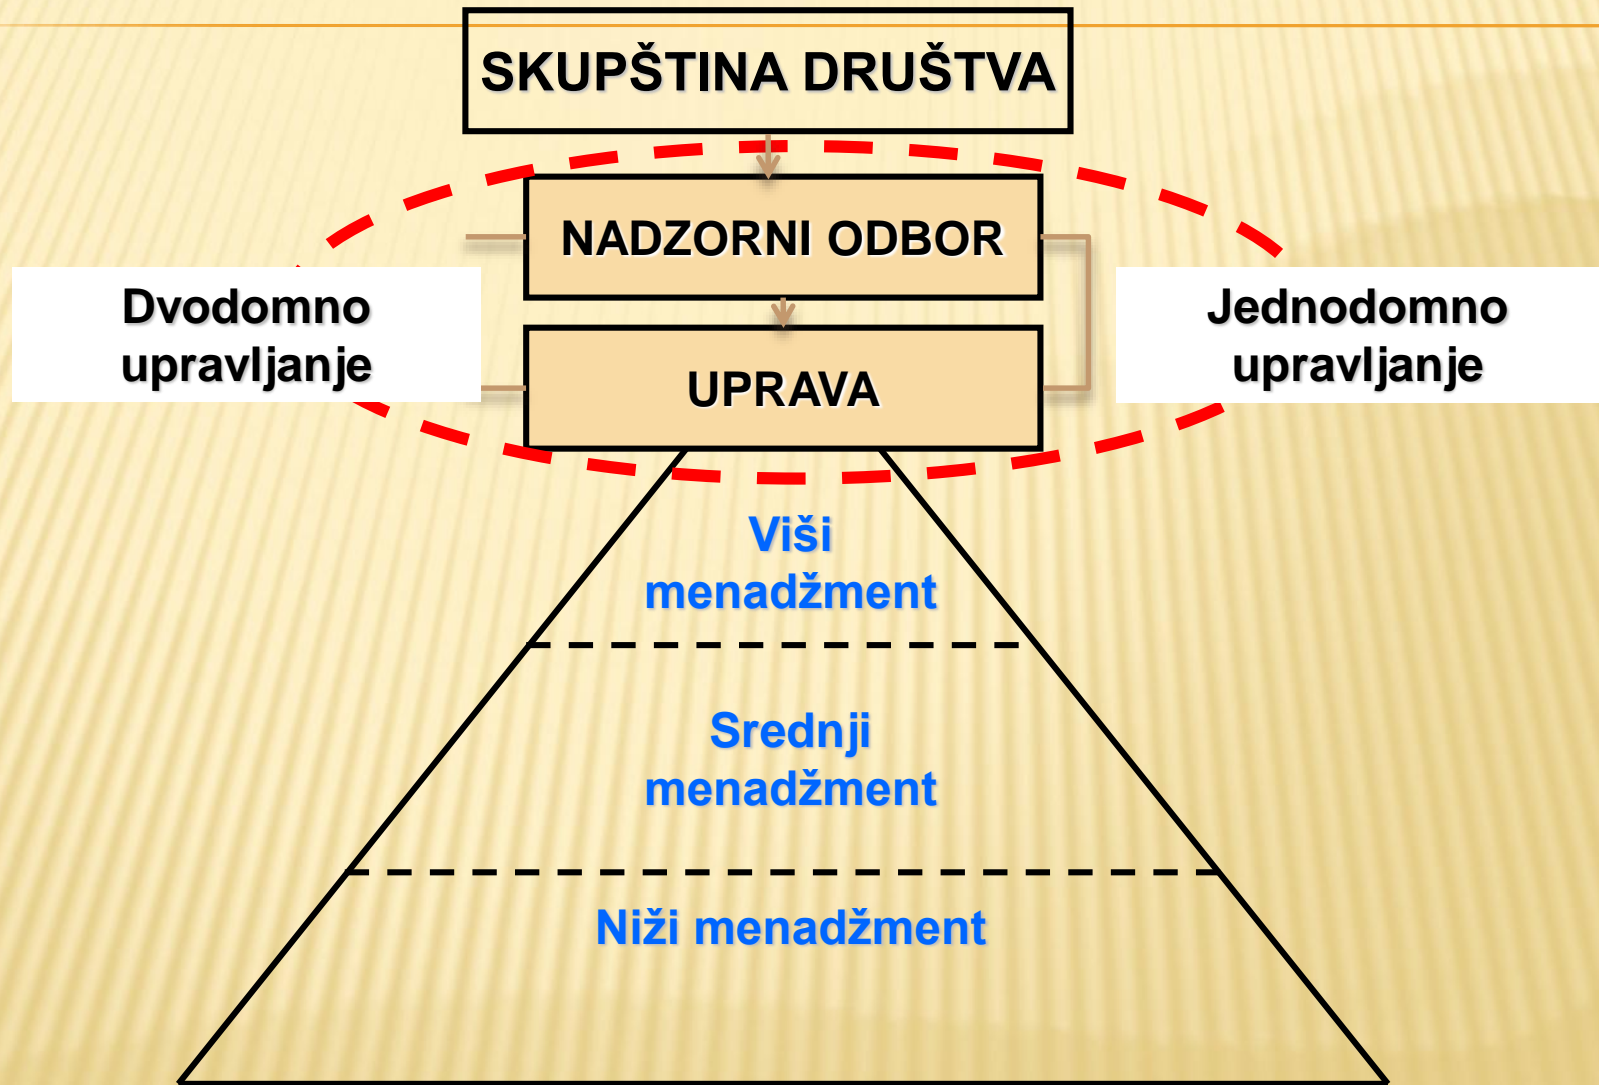 SKUPŠTINA DRUŠTVA
NADZORNI ODBOR
Dvodomno
upravljanje
Jednodomno
upravljanje
UPRAVA
Viši
menadžment
Srednji
menadžment
Niži menadžment